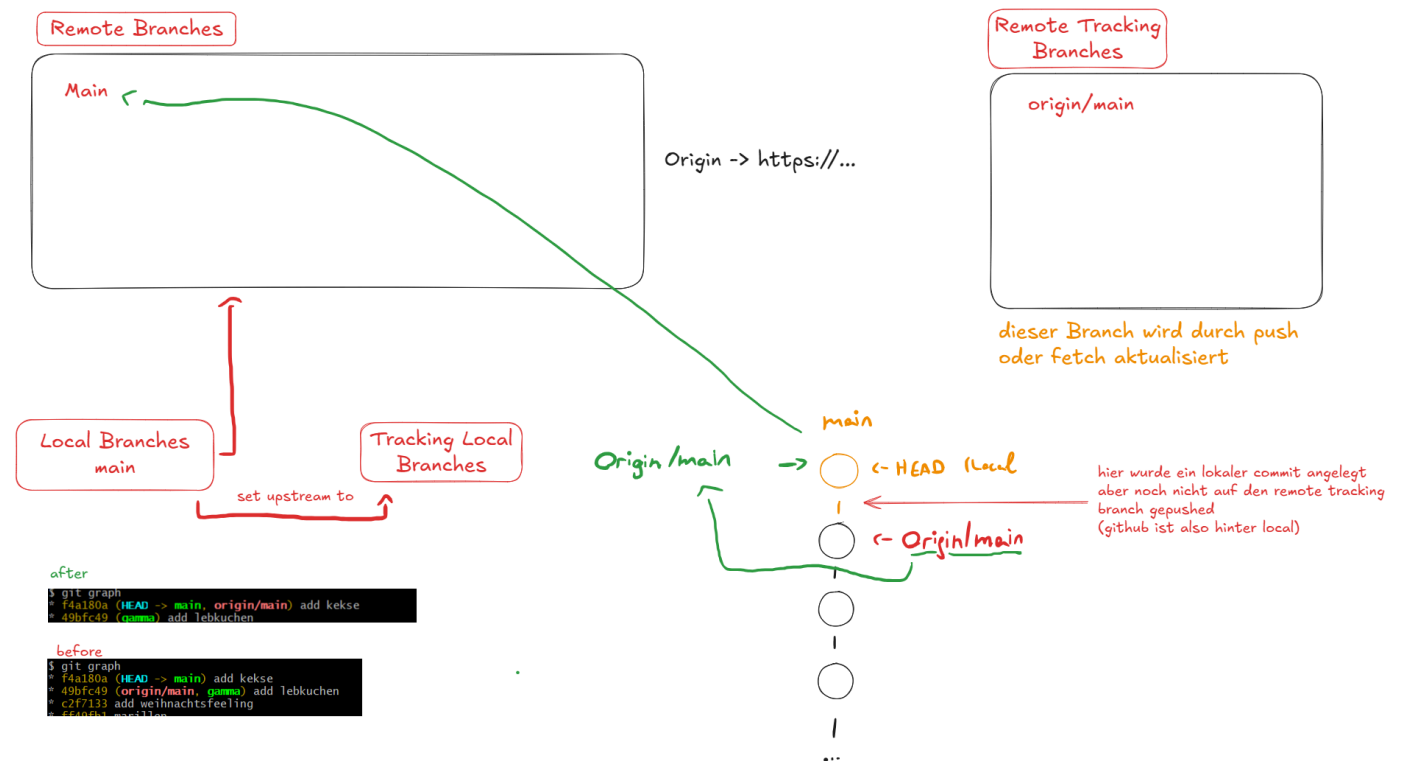 Remote Branches
Remote Tracking
Branches
Main
origin/main
Origin -> https://...
dieser Branch wird durch push
oder fetch aktualisiert
Local Branches
main
Tracking Local
Branches
set upstream to
main
Origin/main
<- HEAD (Local
hier wurde ein lokaler commit angelegt
aber noch nicht auf den remote tracking
branch gepushed
(github ist also hinter local)
<- Origin/main
after
$ git graph
* f4a180a (HEAD -> main, origin/main) add kekse
* 49bfc49 (gamma) add lebkuchen
before
$ git graph
* f4a180a (HEAD -> main) add kekse
* 49bfc49 (origin/main, gamma) add lebkuchen
* c2f7133 add weihnachtsfeeling
* ff49fb1 marillen